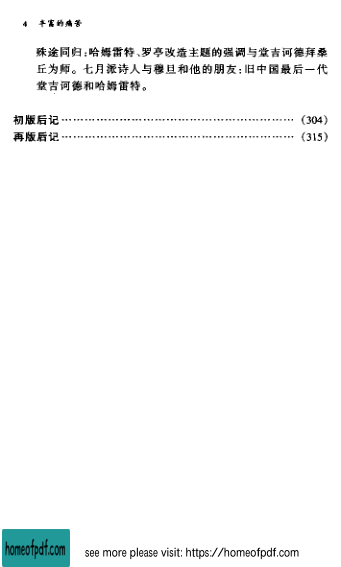 4 丰富的痛苦
殊途同归:哈姆雷特、罗亭改造主题的强调与堂吉诃德拜桑
丘为师。七月派诗人与穆旦和他的朋友:旧中国最后一代
堂吉诃德和哈姆雷特。
初版后记………………………………………………… (304)
再版后记………………………………………………… (315)
homeofpdf.com
see more please visit: https://homeofpdf.com